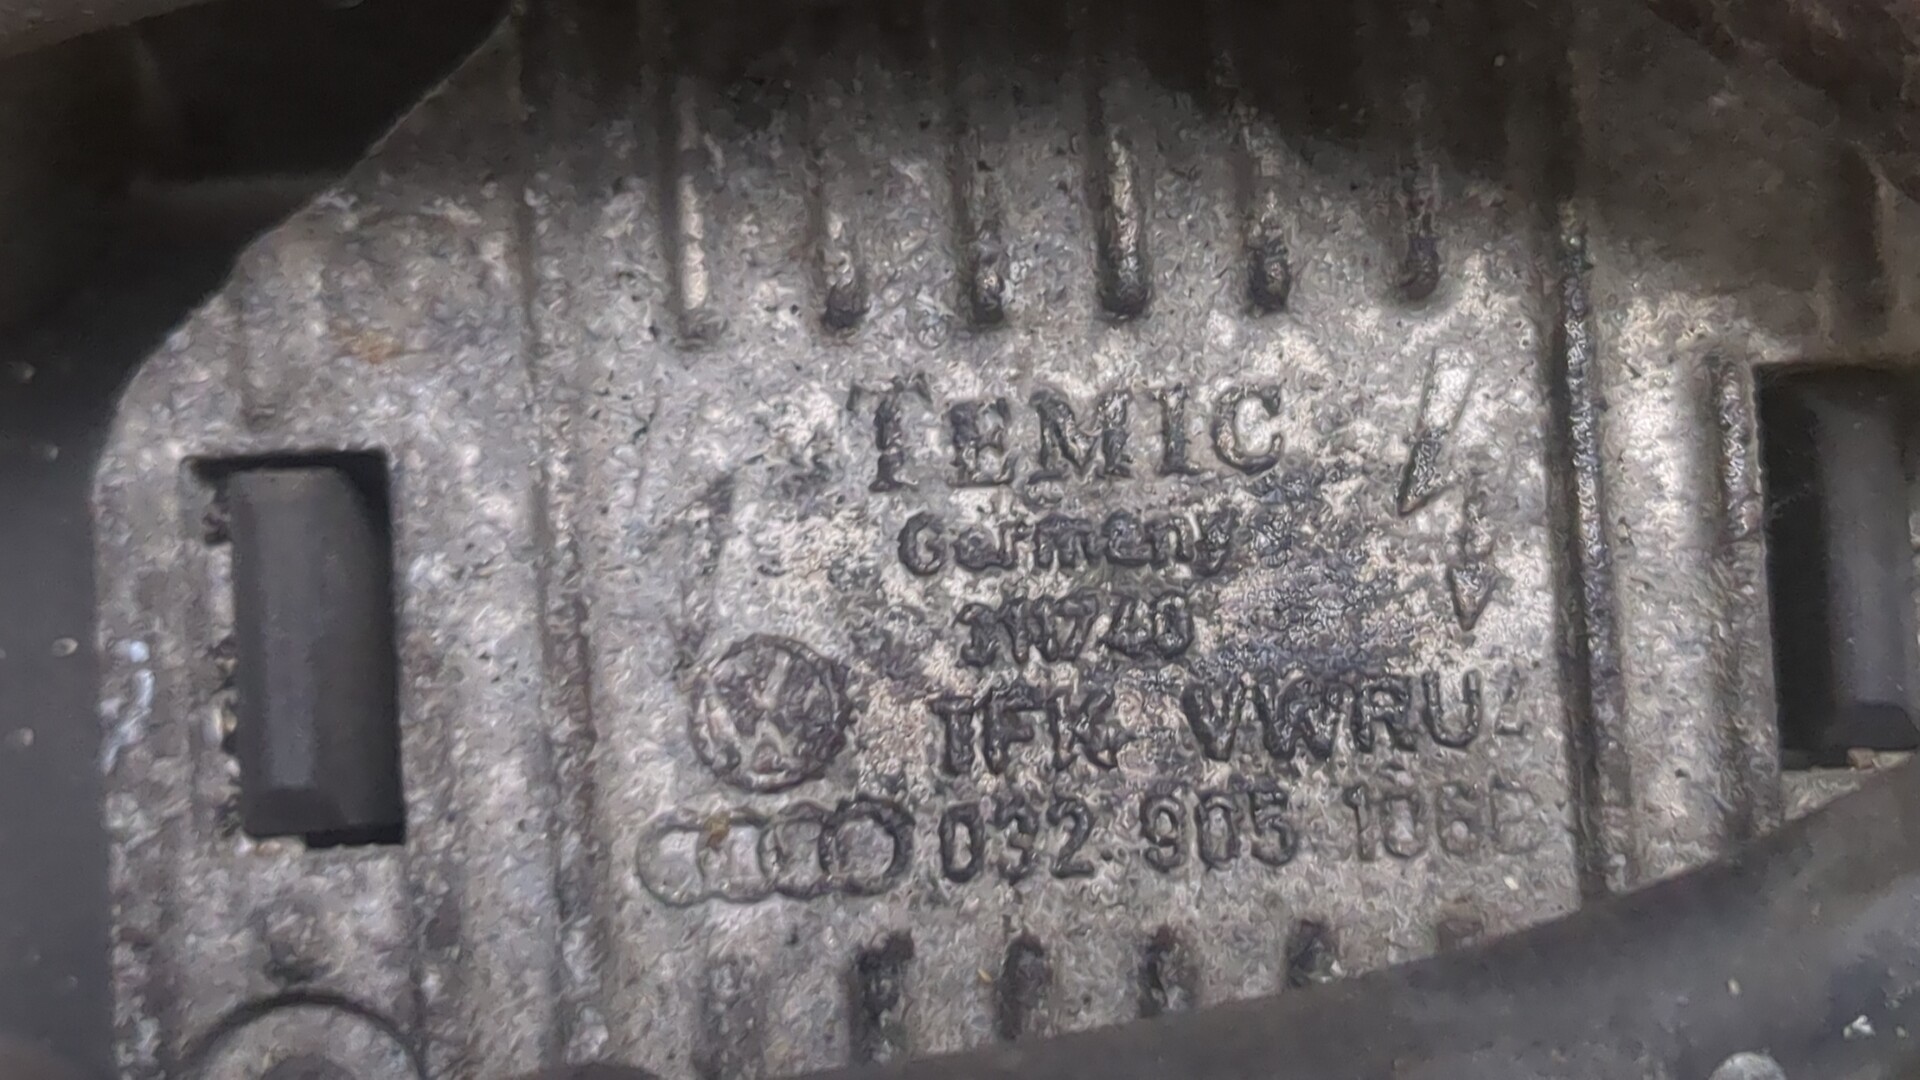 TEMIC
Germany
TFK VWRU
032 905 106